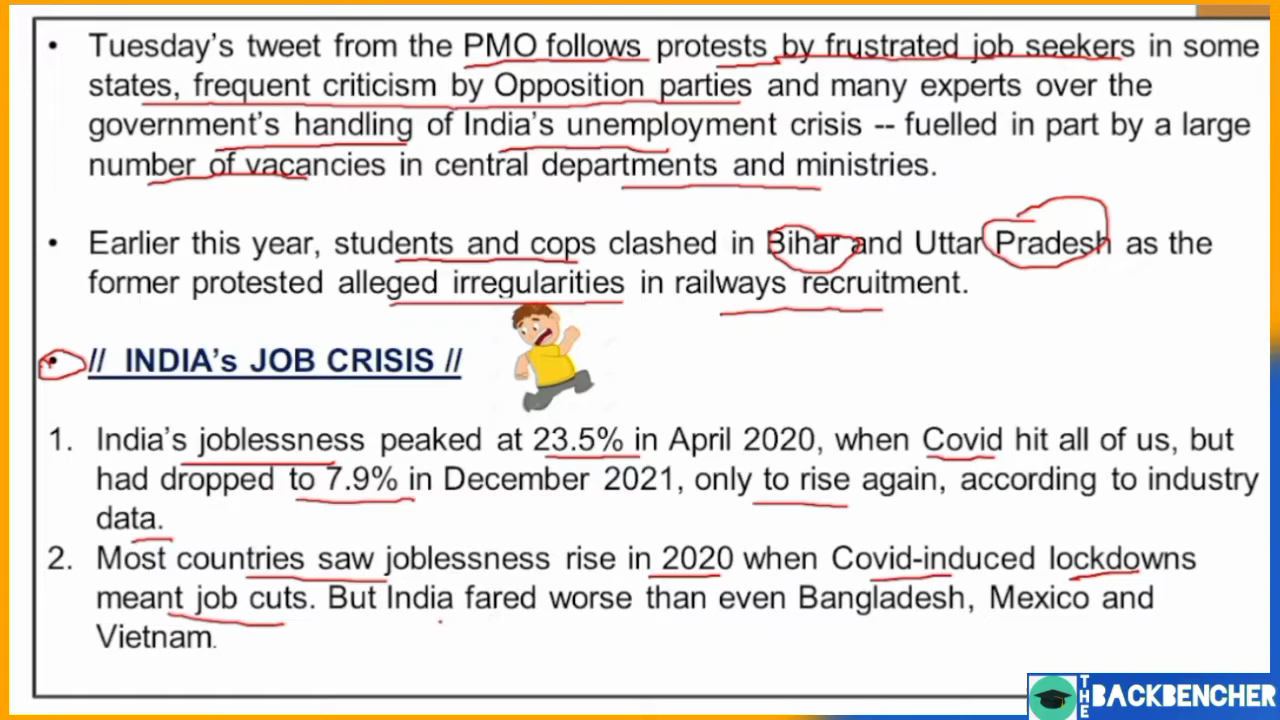 • Tuesday's tweet from the PMO follows protests by frustrated job seekers in some
states, frequent criticism by Opposition parties and many experts over the
government's handling of India's unemployment crisis -- fuelled in part by a large
number of vacancies in central departments and ministries.
• Earlier this year, students and cops clashed in Bihar and Uttar Pradesh as the
former protested alleged irregularities in railways recruitment.
• // INDIA's JOB CRISIS //
1. India's joblessness peaked at 23.5% in April 2020, when Covid hit all of us, but
had dropped to 7.9% in December 2021, only to rise again, according to industry
data.
2. Most countries saw joblessness rise in 2020 when Covid-induced lockdowns
meant job cuts. But India fared worse than even Bangladesh, Mexico and
Vietnam.
THE BACKBENCHER